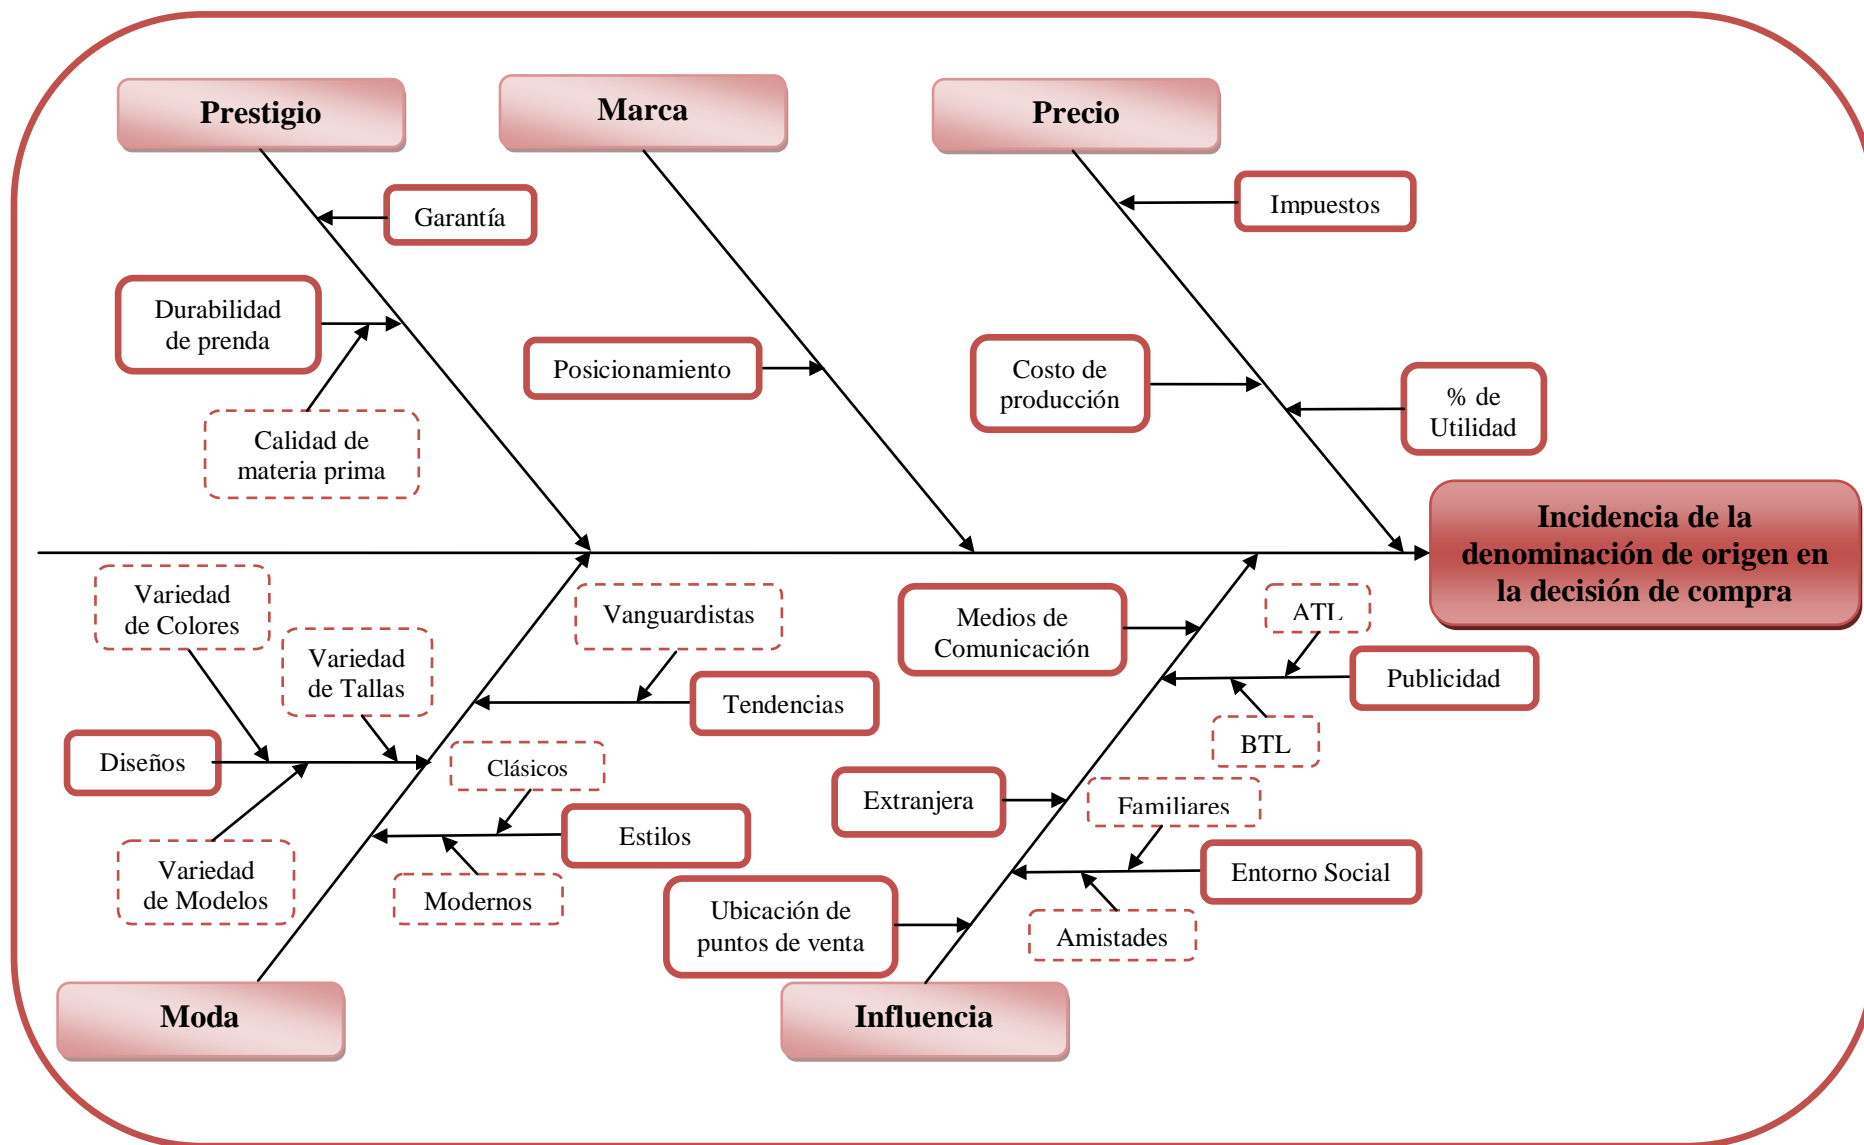 Prestigio
Marca
Precio
Garantía
Impuestos
Durabilidad
de prenda
Posicionamiento
Costo de
producción
% de
Utilidad
Calidad de
materia prima
Incidencia de la
denominación de origen en
la decisión de compra
Variedad
de Colores
Variedad
de Tallas
Vanguardistas
Tendencias
Diseños
Clásicos
Estilos
Variedad
de Modelos
Modernos
Medios de
Comunicación
ATL
Publicidad
BTL
Extranjera
Familiares
Entorno Social
Ubicación de
puntos de venta
Amistades
Moda
Influencia